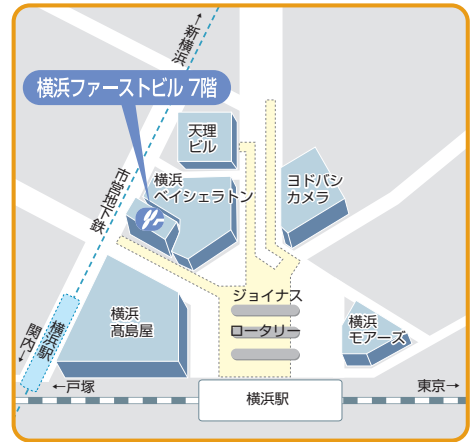 ←新横浜
横浜ファーストビル 7階
天理
ビル
市営地下鉄
横浜
ベイシェラトン
ヨドバシ
カメラ
ジョイナス
ロータリー
横浜
髙島屋
横浜
モアーズ
横浜駅
関内→
←戸塚
東京→
横浜駅